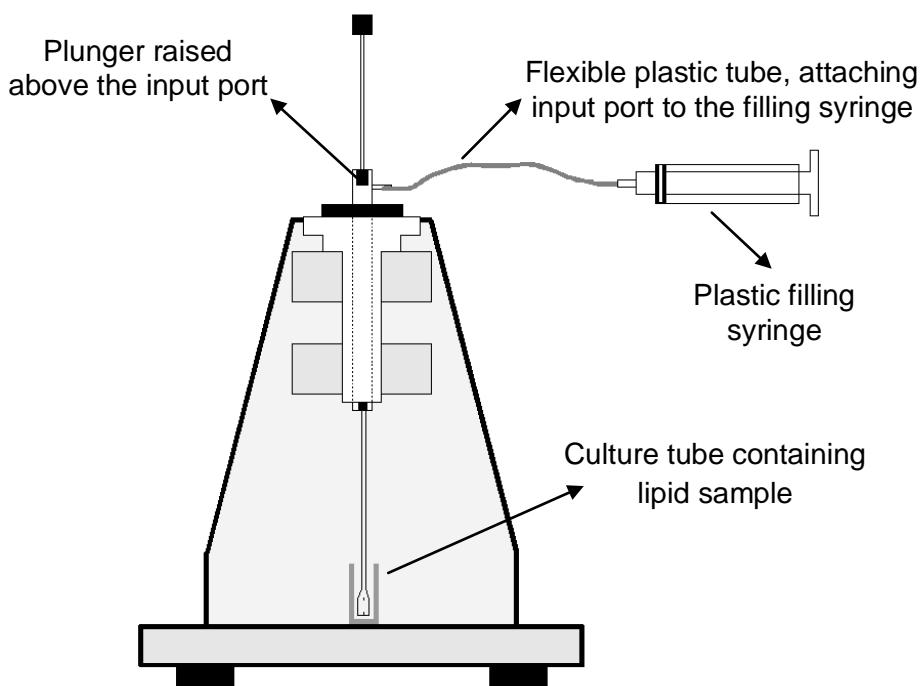 Plunger raised
above the input port
Flexible plastic tube, attaching
input port to the filling syringe
Plastic filling
syringe
Culture tube containing
lipid sample